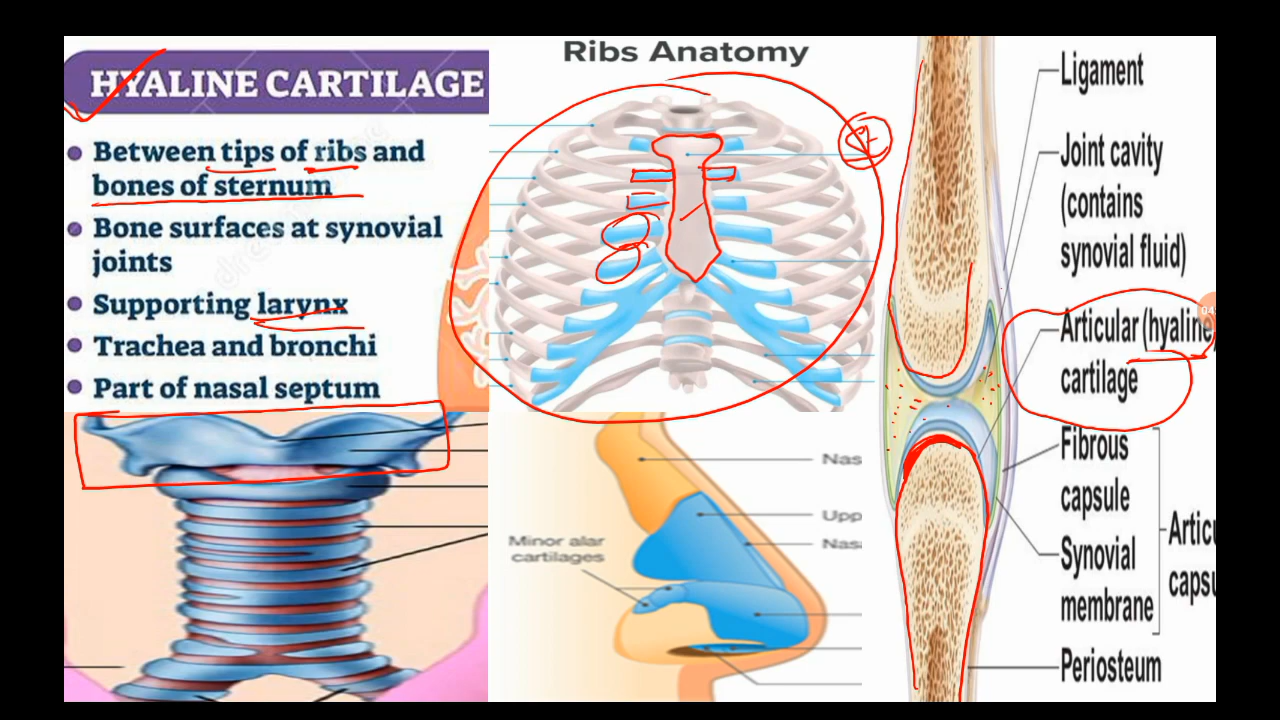 HYALINE CARTILAGE
Between tips of ribs and
bones of sternum
Bone surfaces at synovial
joints
Supporting larynx
Trachea and bronchi
Part of nasal septum
Ribs Anatomy
Minor alar
cartilages
Nas
Upp
Nas
Ligament
Joint cavity
(contains
synovial fluid)
Articular (hyaline
cartilage
Fibrous
capsule
Synovial
membrane
Articu
capsu
Periosteum